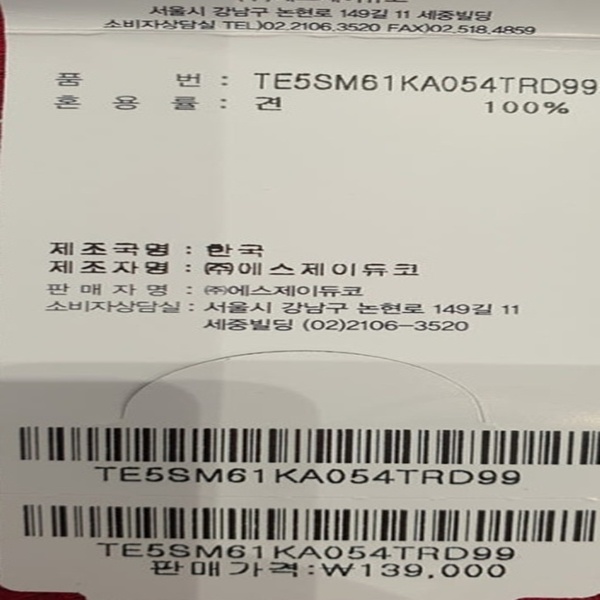 서울시 강남구 논현로 149길 11 세중빌딩
소비자상담실 TEL)02.2106.3520 FAX)02.518.4859
품 번 : TE5SM61KA054TRD99
혼 용 률 : 견 100%
제조국명 : 한국
제조자명 : ㈜에스제이듀코
판매자명 : ㈜에스제이듀코
소비자상담실 : 서울시 강남구 논현로 149길 11
세중빌딩 (02)2106-3520
TE5SM61KA054TRD99
TE5SM61KA054TRD99
판매가격:₩139,000